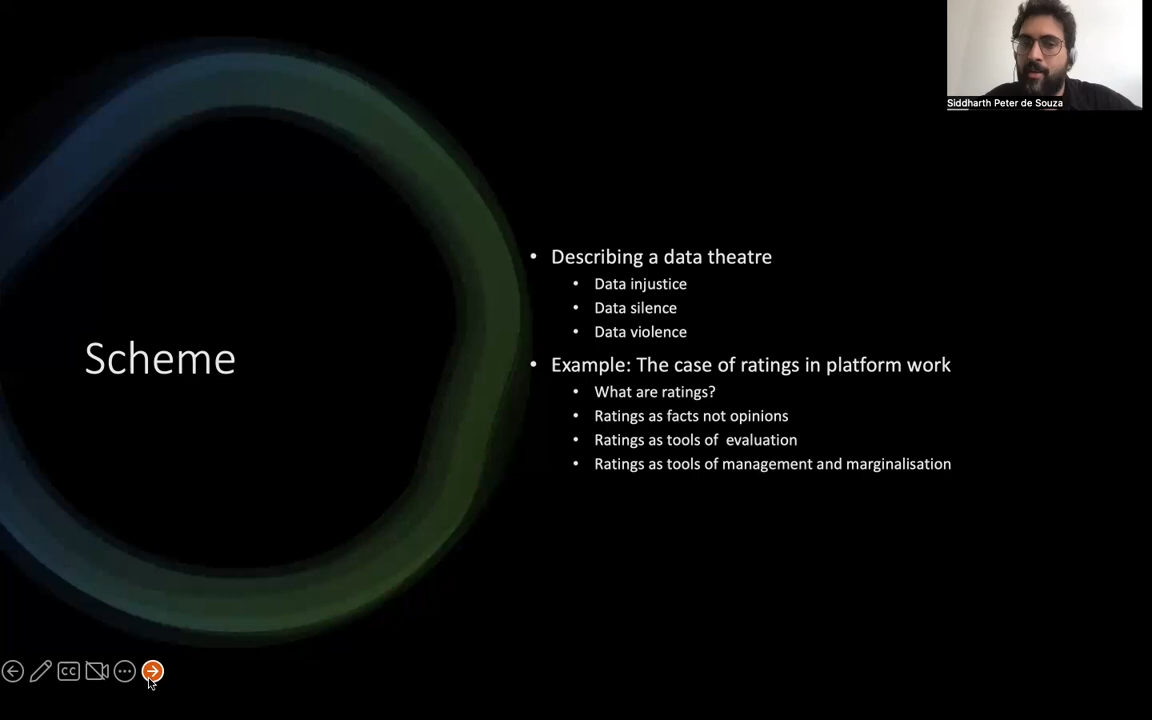 Siddharth Peter de Souza
Scheme
• Describing a data theatre
• Data injustice
• Data silence
• Data violence
• Example: The case of ratings in platform work
• What are ratings?
• Ratings as facts not opinions
• Ratings as tools of evaluation
• Ratings as tools of management and marginalisation
CC